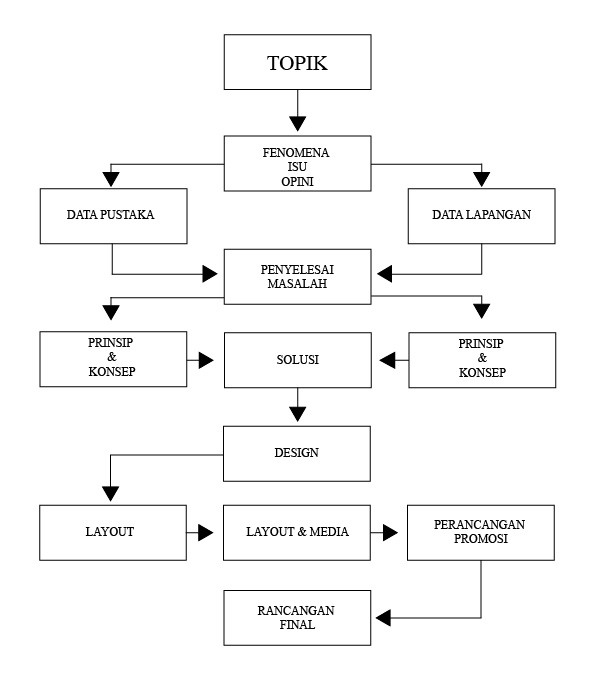 TOPIK
FENOMENA
ISU
OPINI
DATA PUSTAKA
DATA LAPANGAN
PENYELESAI
MASALAH
PRINSIP
&
KONSEP
SOLUSI
PRINSIP
&
KONSEP
DESIGN
LAYOUT
LAYOUT & MEDIA
PERANCANGAN
PROMOSI
RANCANGAN
FINAL